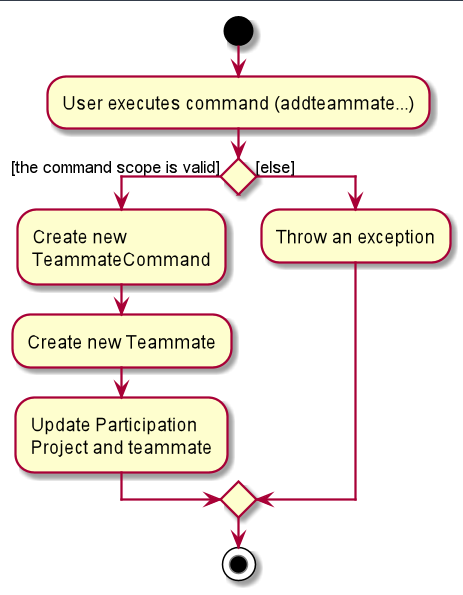 User executes command (addteammate...)
[the command scope is valid]
[else]
Create new
TeammateCommand
Throw an exception
Create new Teammate
Update Participation
Project and teammate